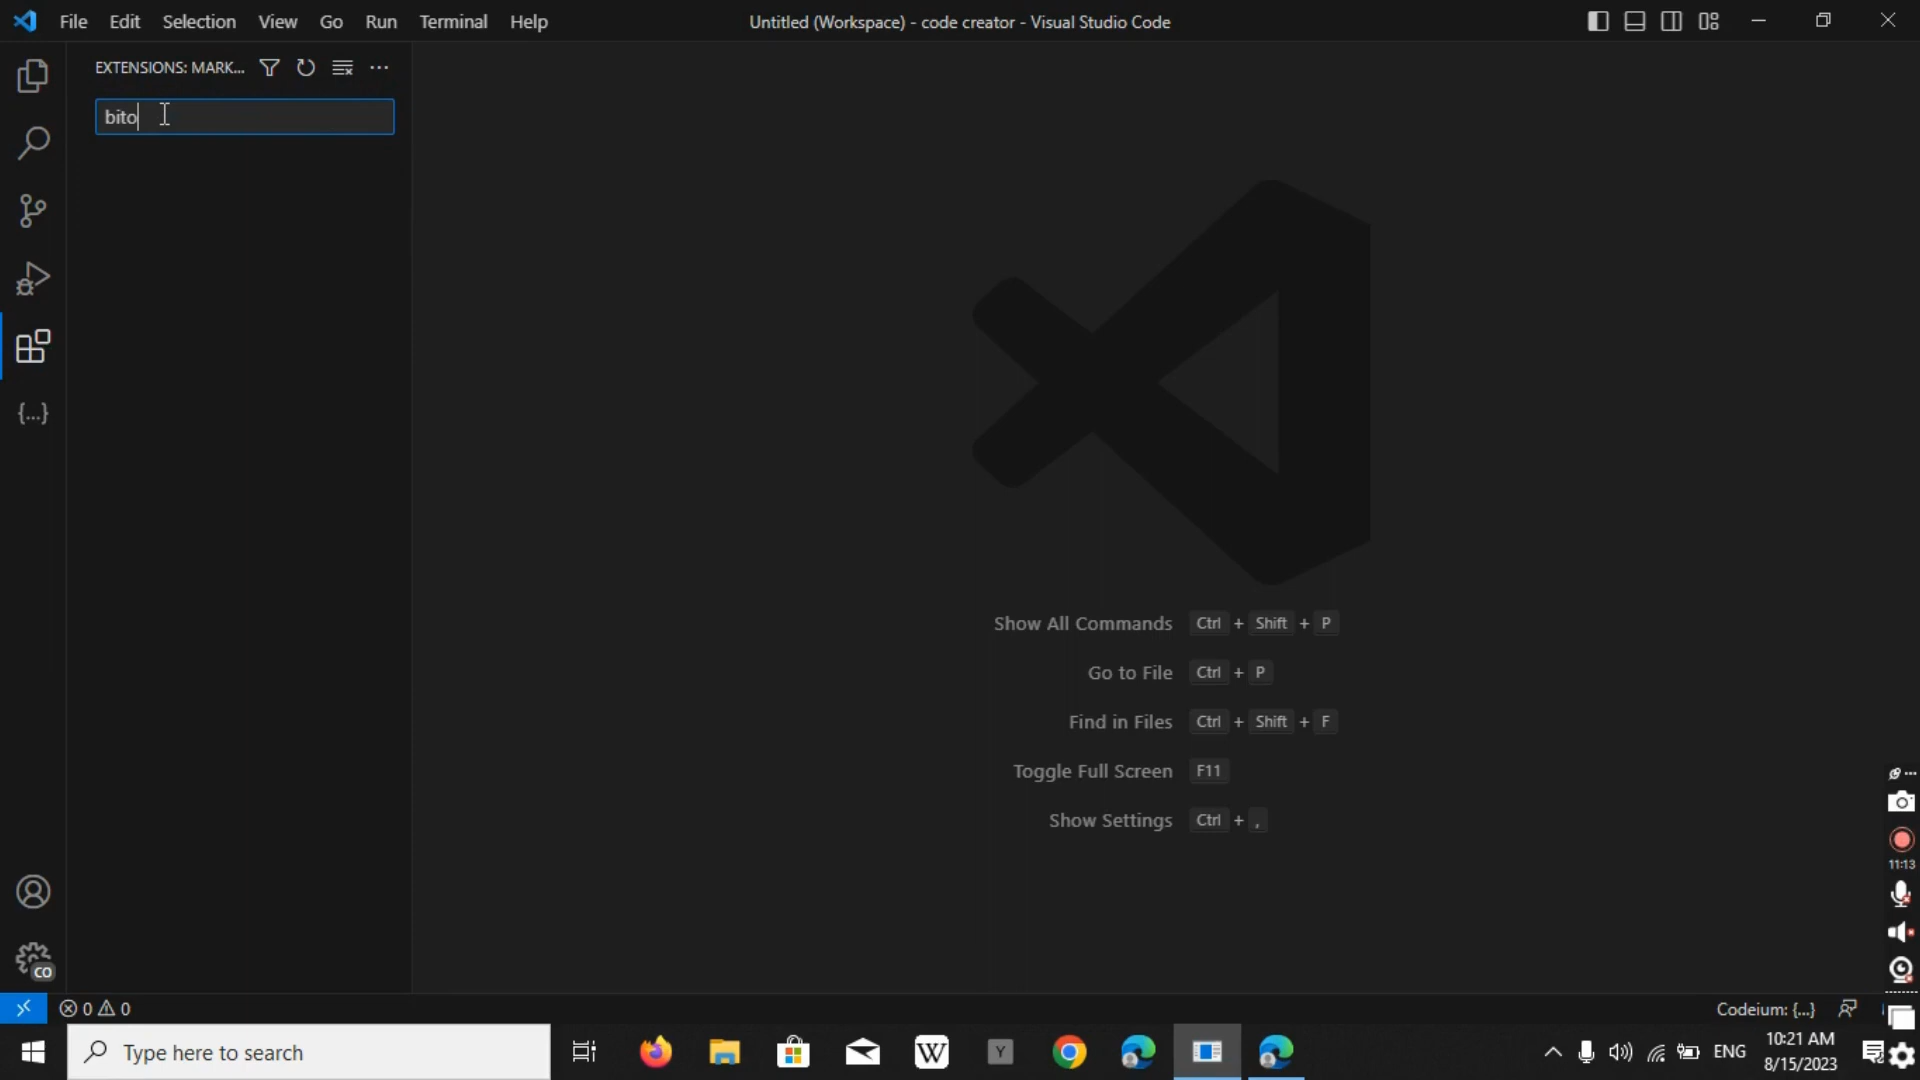 File Edit Selection View Go Run Terminal Help
Untitled (Workspace) - code creator - Visual Studio Code
EXTENSIONS: MARK...
bito
{...}
Show All Commands Ctrl + Shift + P
Go to File Ctrl + P
Find in Files Ctrl + Shift + F
Toggle Full Screen F11
Show Settings Ctrl + ,
11:13
CO
0 0
Codeium: {...}
Type here to search
W
Y
ENG
10:21 AM
8/15/2023